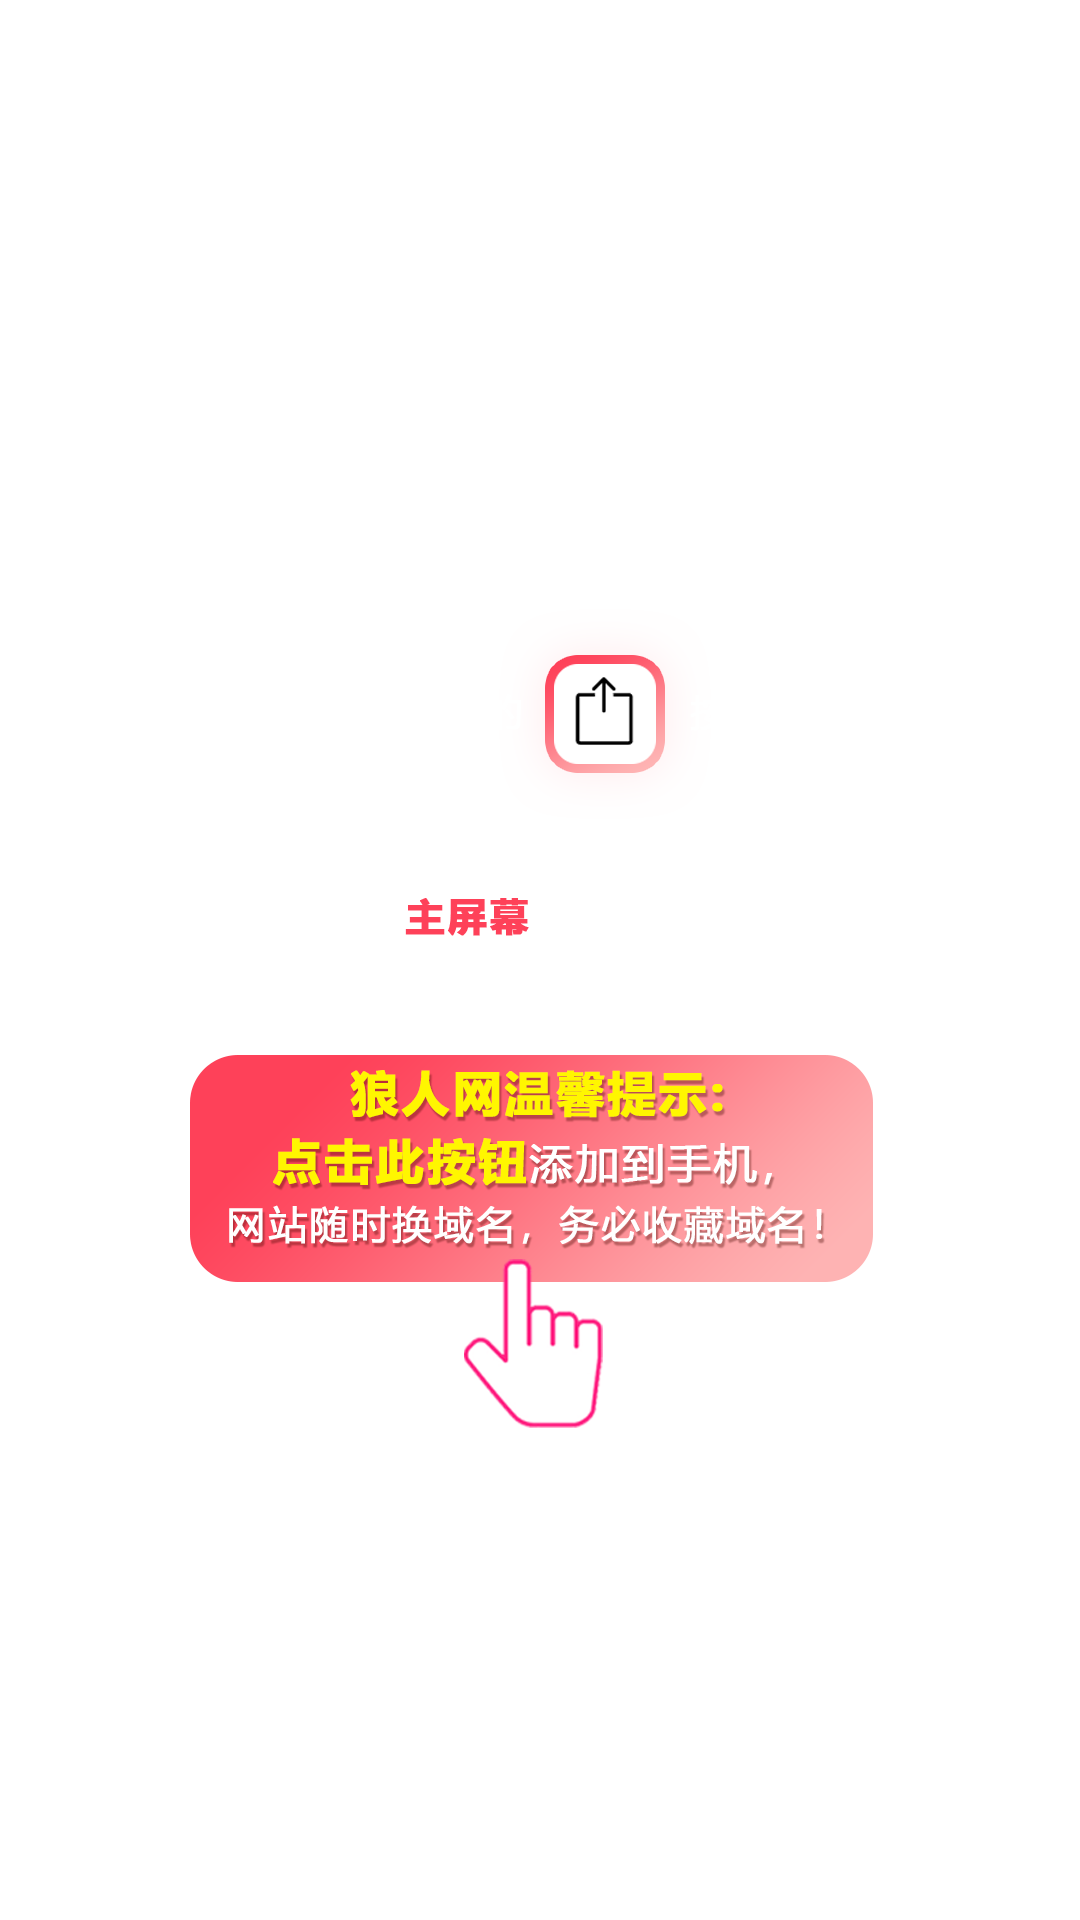 主屏幕
狼人网温馨提示:
点击此按钮添加到手机，
网站随时换域名，务必收藏域名！